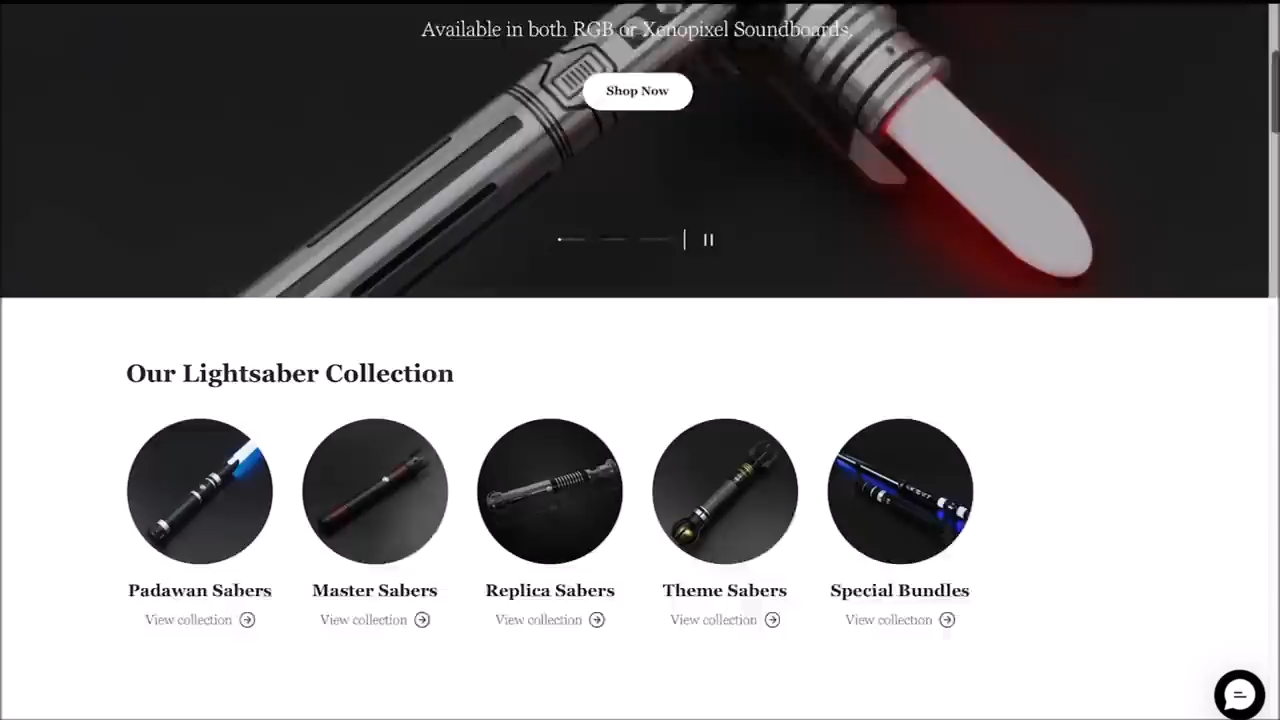 Available in both RGB or Xenopixel Soundboards.
Shop Now
Our Lightsaber Collection
Padawan Sabers
Master Sabers
Replica Sabers
Theme Sabers
Special Bundles
View collection
View collection
View collection
View collection
View collection